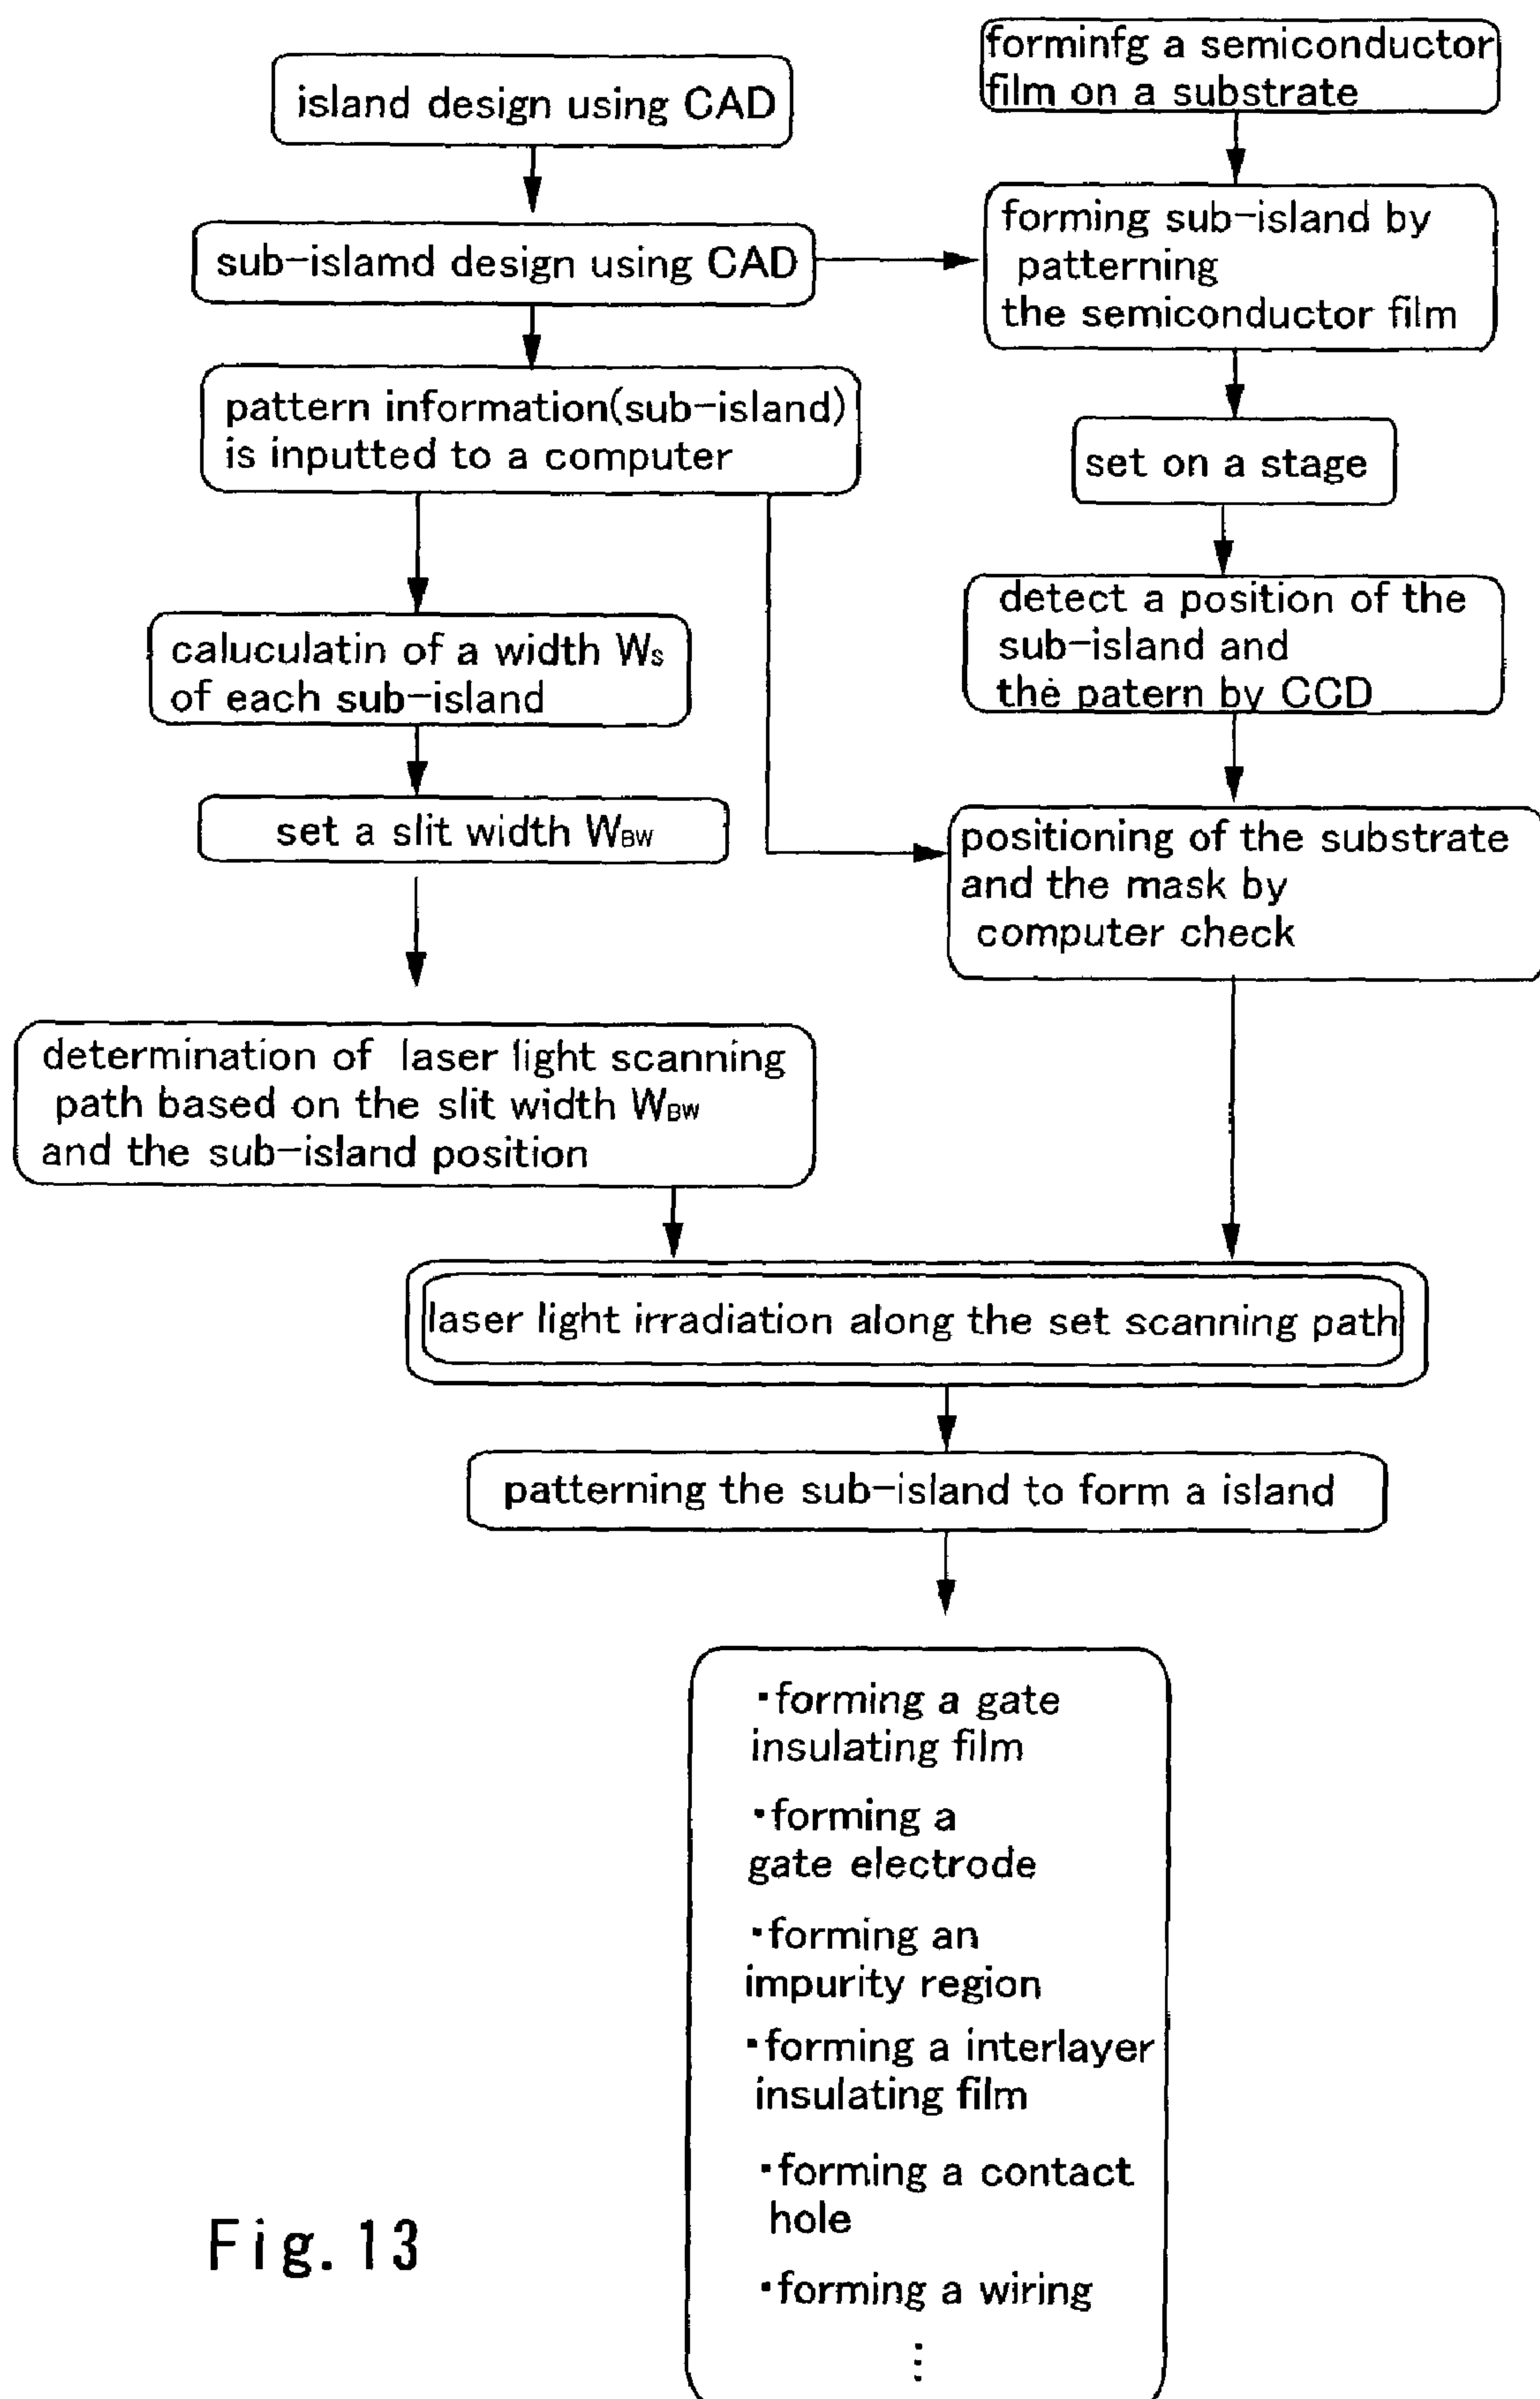 island design using CAD
sub-islamd design using CAD
pattern information(sub-island)
is inputted to a computer
caluculatin of a width WS
of each sub-island
set a slit width WBW
determination of laser light scanning
path based on the slit width WBW
and the sub-island position
forminfg a semiconductor
film on a substrate
forming sub-island by
patterning
the semiconductor film
set on a stage
detect a position of the
sub-island and
the patern by CCD
positioning of the substrate
and the mask by
computer check
laser light irradiation along the set scanning path
patterning the sub-island to form a island
・forming a gate
insulating film
・forming a
gate electrode
・forming an
impurity region
・forming a interlayer
insulating film
・forming a contact
hole
・forming a wiring
⋮
Fig. 13